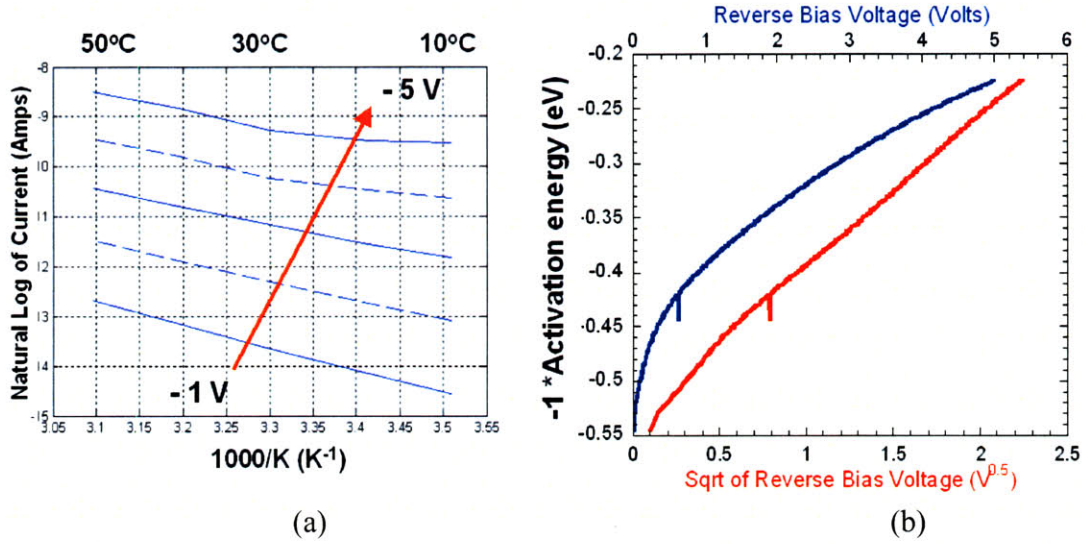 50°C 30°C 10°C
-8
-9
-10
-11
-12
-13
-14
-15
3.05 3.1 3.15 3.2 3.25 3.3 3.35 3.4 3.45 3.5 3.55
Natural Log of Current (Amps)
1000/K (K-1)
- 5 V
- 1 V
(a)
Reverse Bias Voltage (Volts)
0 1 2 3 4 5 6
-0.2
-0.25
-0.3
-0.35
-0.4
-0.45
-0.5
-0.55
-1 *Activation energy (eV)
0 0.5 1 1.5 2 2.5
Sqrt of Reverse Bias Voltage (V0.5)
(b)